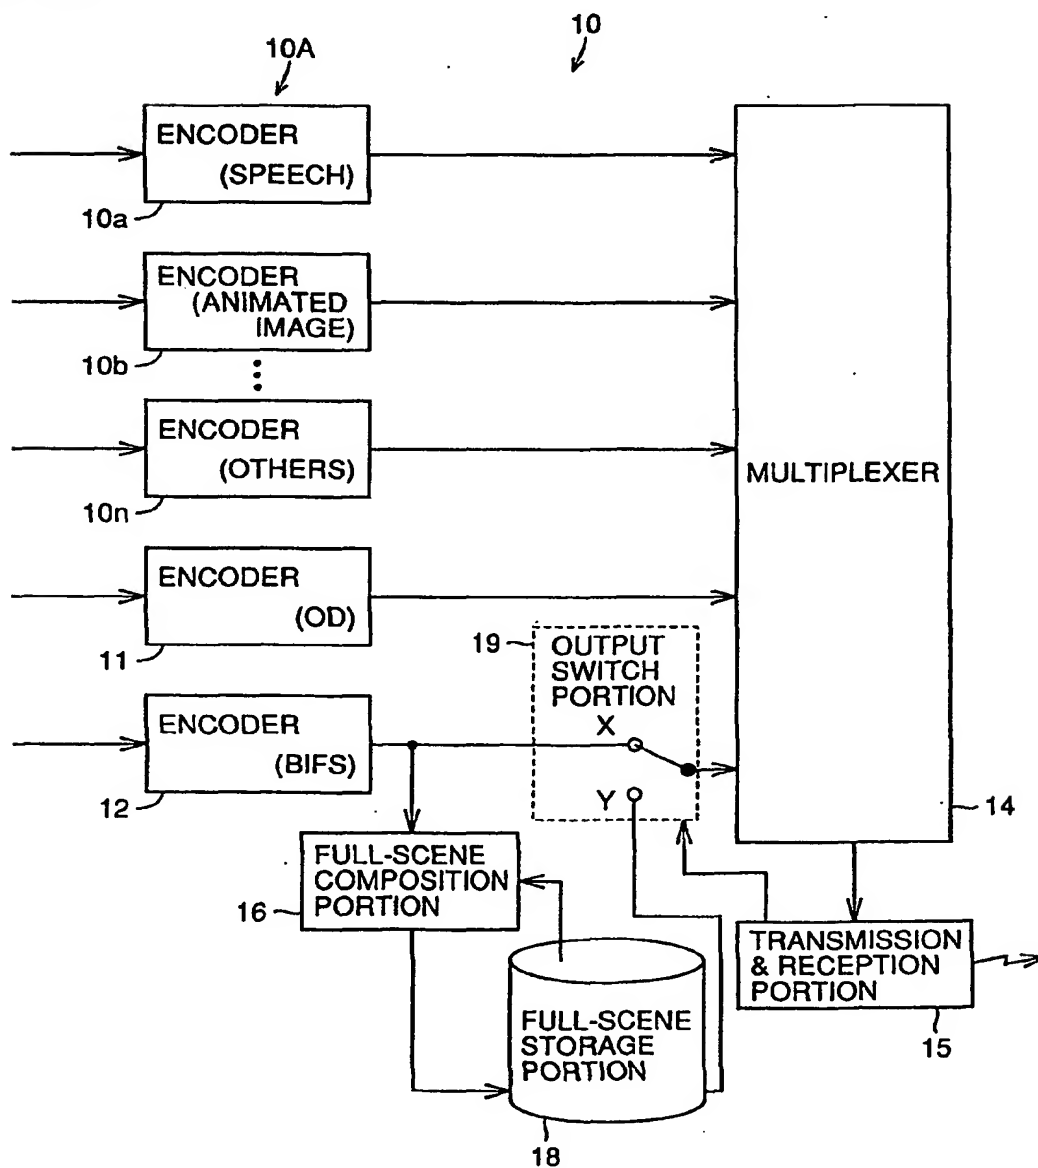 10
10A
ENCODER
(SPEECH)
10a
ENCODER
(ANIMATED
IMAGE)
10b
ENCODER
(OTHERS)
10n
MULTIPLEXER
ENCODER
(OD)
11
19
OUTPUT
SWITCH
PORTION
X
Y
ENCODER
(BIFS)
12
14
FULL-SCENE
COMPOSITION
PORTION
16
TRANSMISSION
& RECEPTION
PORTION
15
FULL-SCENE
STORAGE
PORTION
18